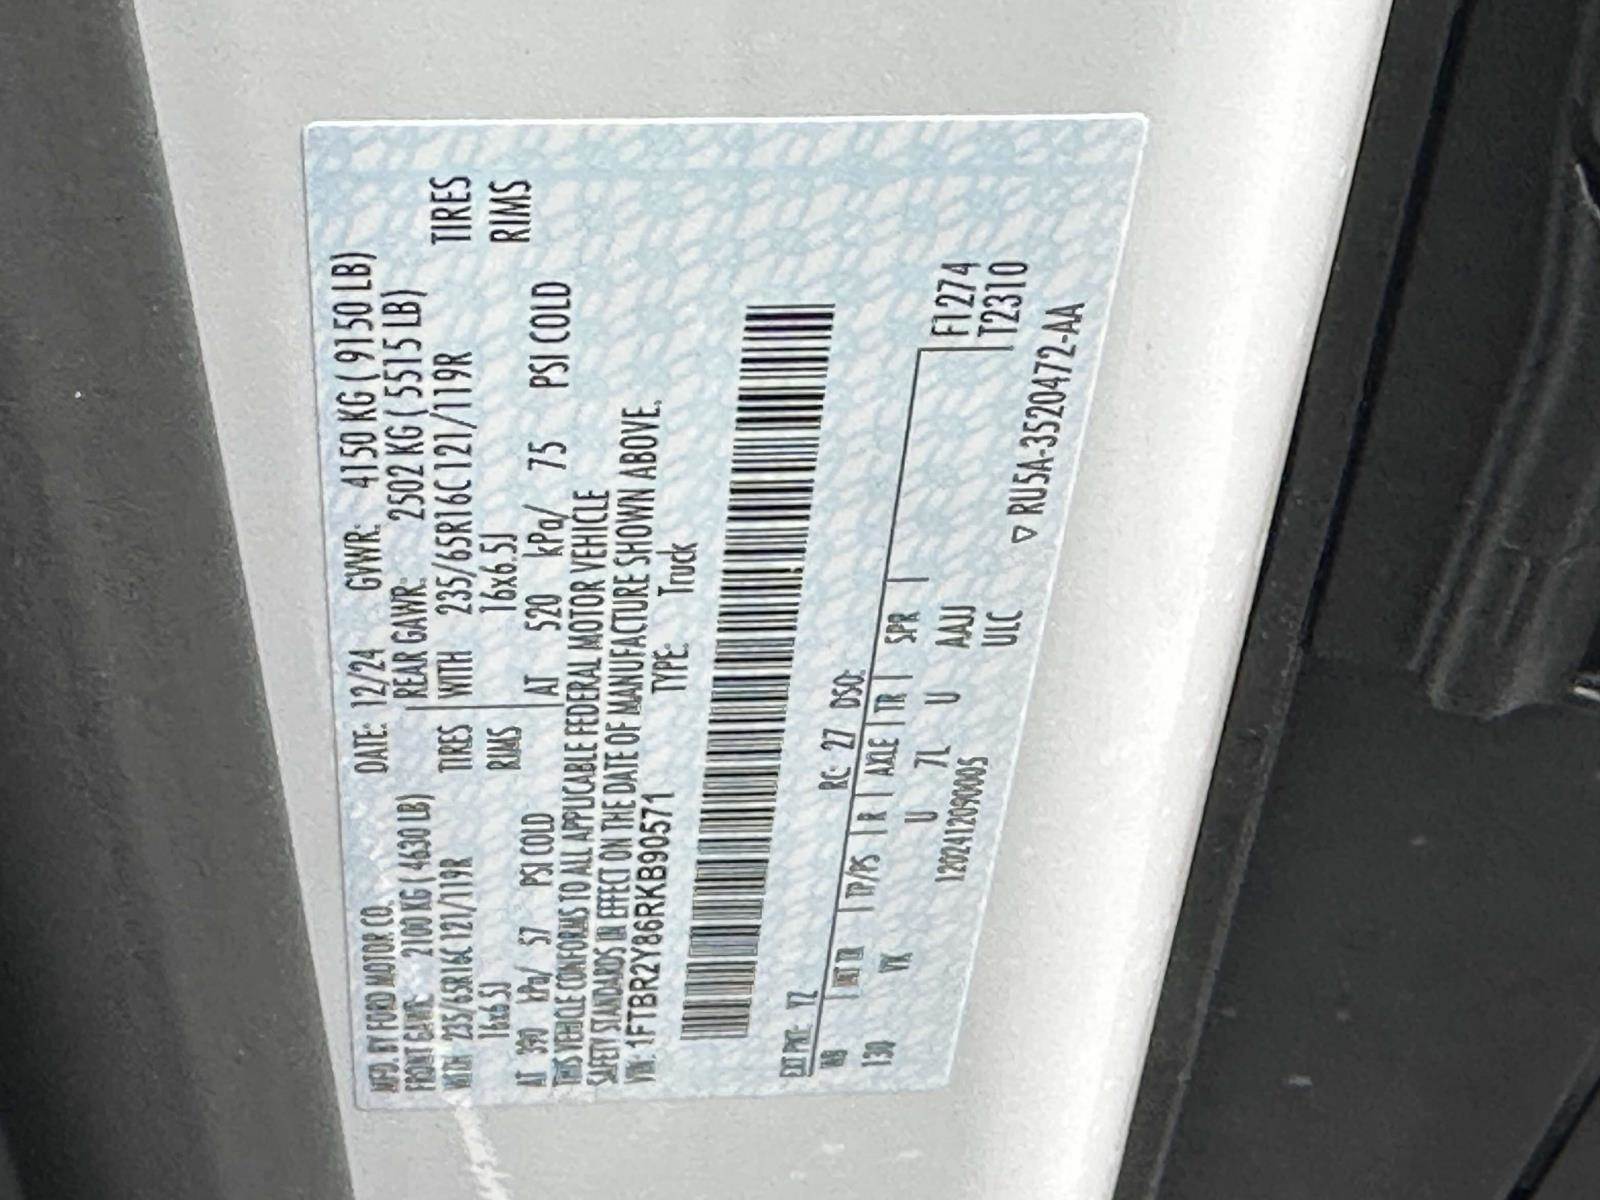 MFD. BY FORD MOTOR CO. DATE: 12/24 GVWR: 4150 KG ( 9150 LB)
FRONT GAWR: 2100 KG ( 4630 LB) REAR GAWR: 2502 KG ( 5515 LB)
WITH 235/65R16C 121/119R TIRES WITH 235/65R16C 121/119R TIRES
16x6.5J RIMS 16x6.5J RIMS
AT 390 kPa/ 57 PSI COLD AT 520 kPa/ 75 PSI COLD
THIS VEHICLE CONFORMS TO ALL APPLICABLE FEDERAL MOTOR VEHICLE
SAFETY STANDARDS IN EFFECT ON THE DATE OF MANUFACTURE SHOWN ABOVE.
VIN: 1FTBR2Y86RKB90571 TYPE: Truck
EXT PNT: YZ RC: 27 DSO:
WB INT TR TP/PS R AXLE TR SPR F1274
130 VK U 7L U AAJJ T2310
1202412090005 ULC
▽ RU5A-3520472-AA